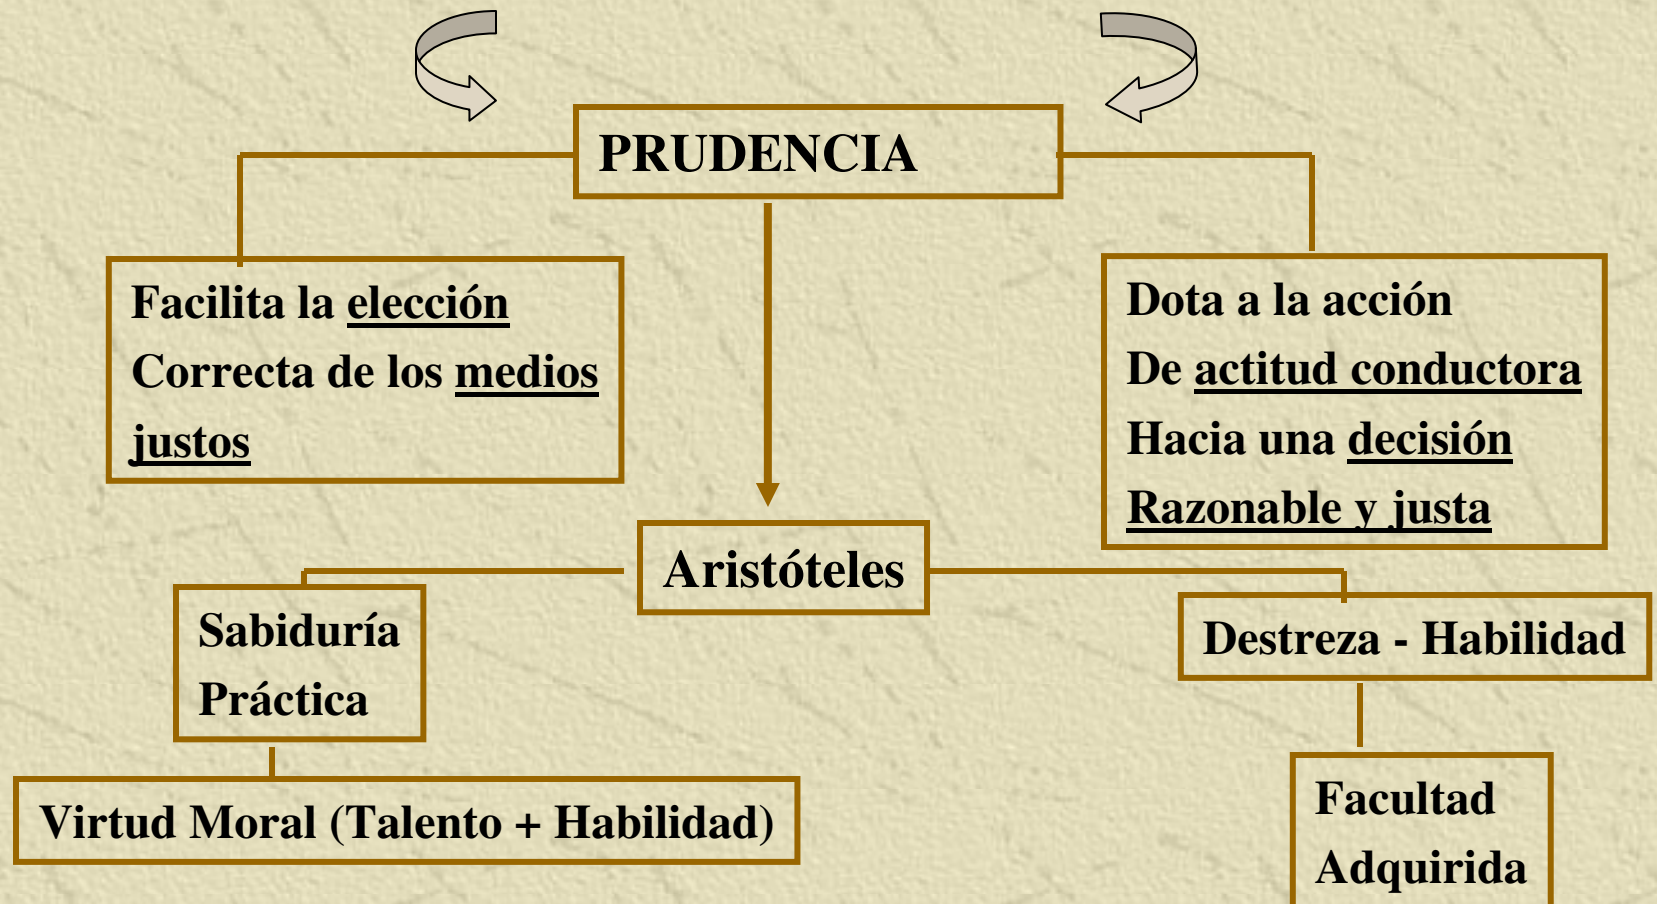 PRUDENCIA
Facilita la elección
Correcta de los medios
justos
Dota a la acción
De actitud conductora
Hacia una decisión
Razonable y justa
Aristóteles
Sabiduría
Práctica
Destreza - Habilidad
Virtud Moral (Talento + Habilidad)
Facultad
Adquirida